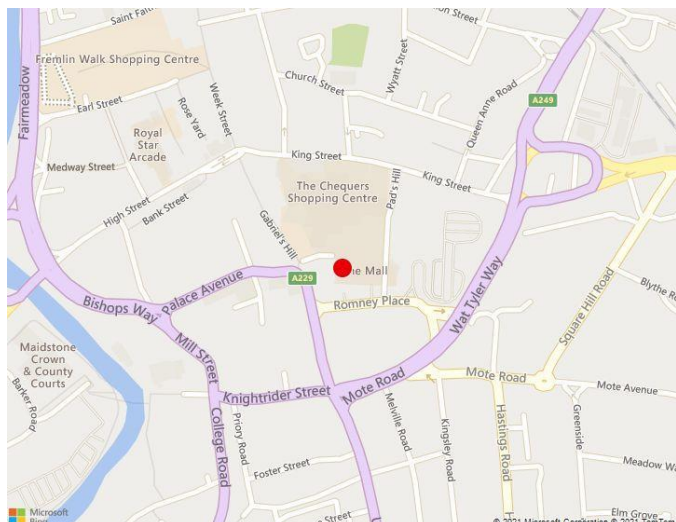 Saint Faith
Fremlin Walk Shopping Centre
Fairmeadow
Earl Street
Rose Yard
Week Street
Church Street
Wyatt Street
Union Street
Queen Anne Road
A249
Royal
Star
Arcade
Medway Street
King Street
King Street
The Chequers
Shopping Centre
Pad's Hill
High Street
Bank Street
Gabriel's Hill
A229
The Mall
Palace Avenue
Bishops Way
Romney Place
Wat Tyler Way
Square Hill Road
Blythe Ro
Maidstone
Crown
& County
Courts
Mill Street
Barker Road
Knightrider Street
Mote Road
Mote Road
Mote Avenue
College Road
Priory Road
Melville Road
Kingsley Road
Hastings Road
Greenside
Foster Street
Meadow W
Elm Grove
Microsoft
Bing
© 2021 Microsoft Corporation © 2021 TomTom